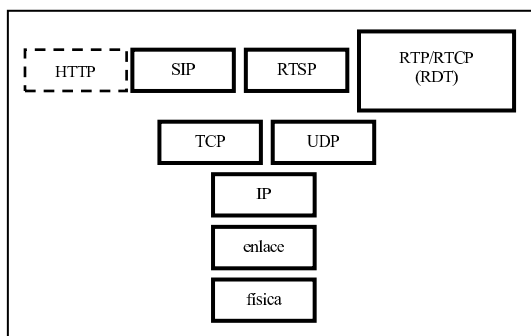 HTTP
SIP
RTSP
RTP/RTCP
(RDT)
TCP
UDP
IP
enlace
física